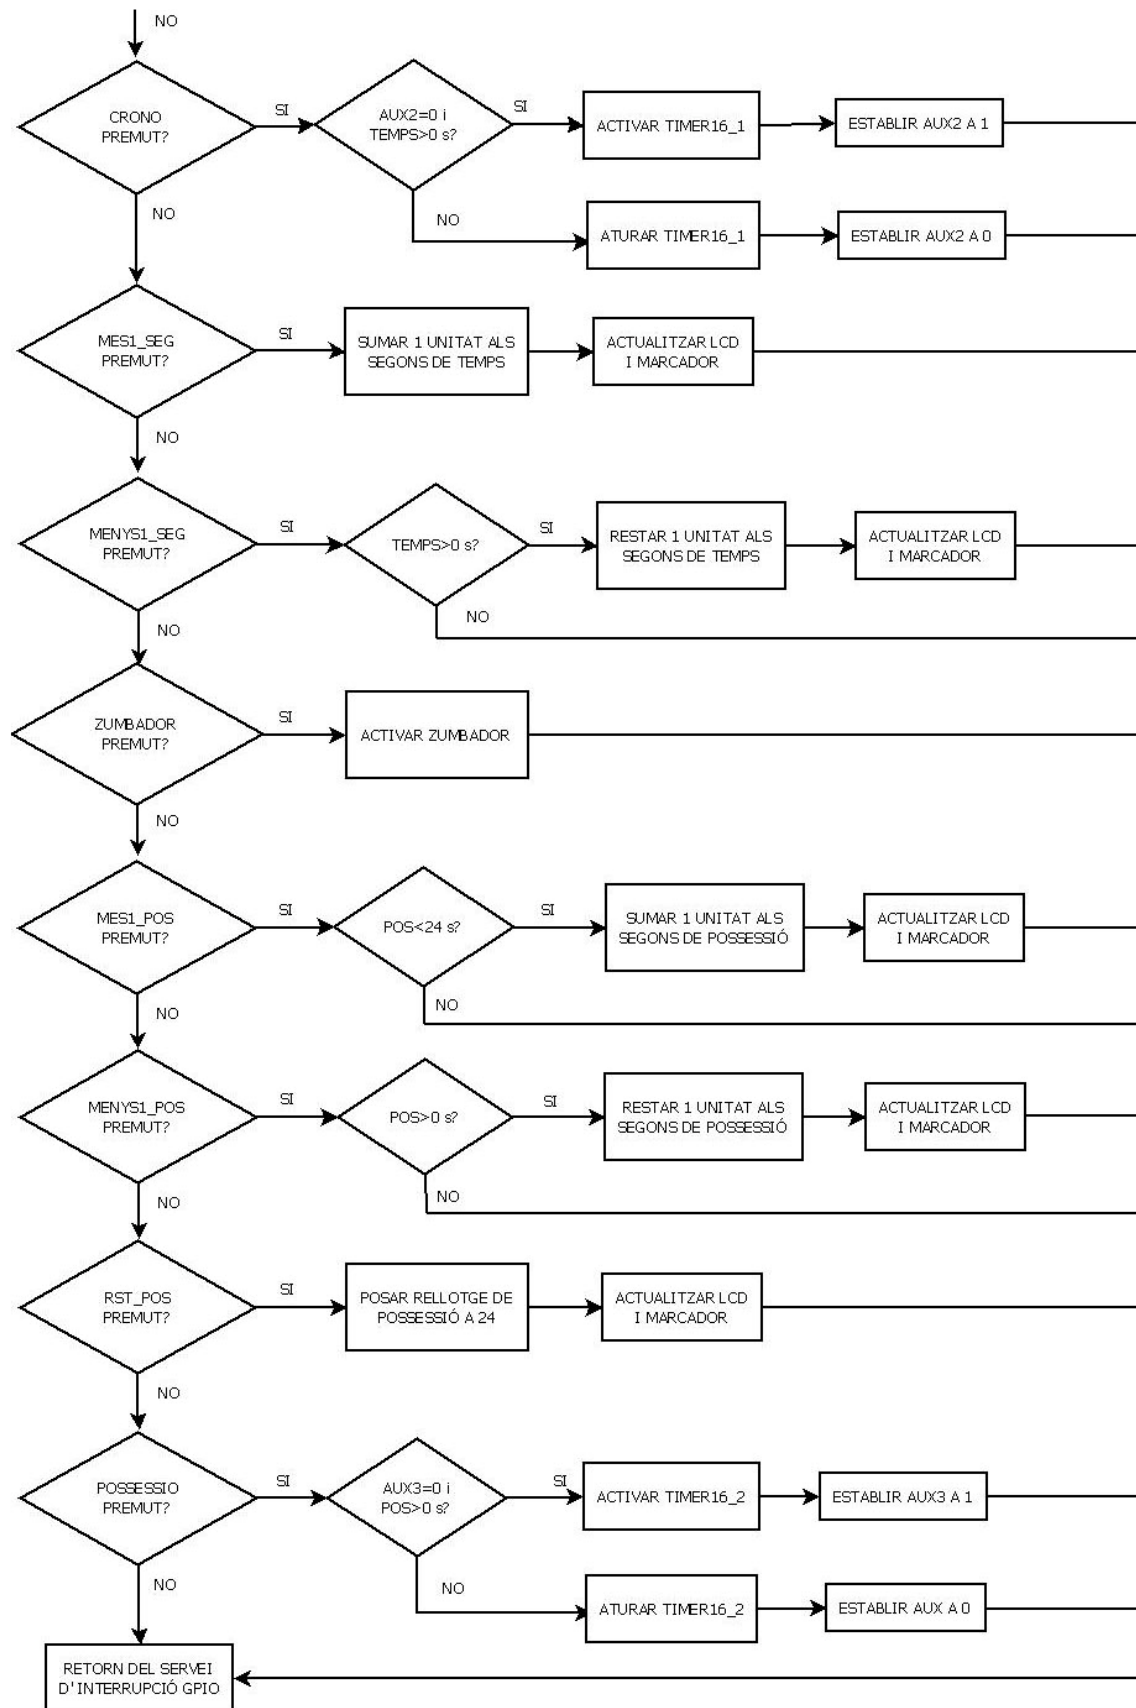 NO
CRONO
PREMUT?
SI
AUX2=0 i
TEMPS>0 s?
SI
ACTIVAR TIMER16_1
ESTABLIR AUX2 A 1
NO
NO
ATURAR TIMER16_1
ESTABLIR AUX2 A 0
MES1_SEG
PREMUT?
SI
SUMAR 1 UNITAT ALS
SEGONS DE TEMPS
ACTUALITZAR LCD
I MARCADOR
NO
MENYS1_SEG
PREMUT?
SI
TEMPS>0 s?
SI
RESTAR 1 UNITAT ALS
SEGONS DE TEMPS
ACTUALITZAR LCD
I MARCADOR
NO
NO
ZUMBADOR
PREMUT?
SI
ACTIVAR ZUMBADOR
NO
MES1_POS
PREMUT?
SI
POS<24 s?
SI
SUMAR 1 UNITAT ALS
SEGONS DE POSSESSIÓ
ACTUALITZAR LCD
I MARCADOR
NO
NO
MENYS1_POS
PREMUT?
SI
POS>0 s?
SI
RESTAR 1 UNITAT ALS
SEGONS DE POSSESSIÓ
ACTUALITZAR LCD
I MARCADOR
NO
NO
RST_POS
PREMUT?
SI
POSAR RELLOTGE DE
POSSESSIÓ A 24
ACTUALITZAR LCD
I MARCADOR
NO
POSSESSIO
PREMUT?
SI
AUX3=0 i
POS>0 s?
SI
ACTIVAR TIMER16_2
ESTABLIR AUX3 A 1
NO
NO
ATURAR TIMER16_2
ESTABLIR AUX A 0
RETORN DEL SERVEI
D'INTERRUPCIÓ GPIO